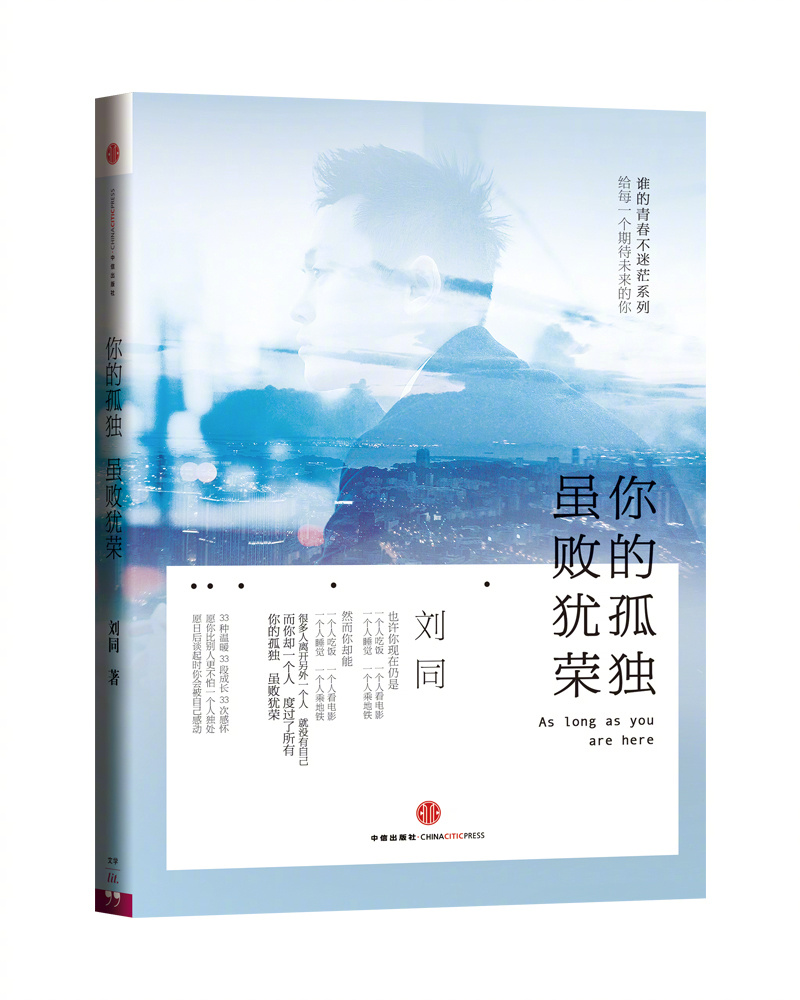 谁的青春不迷茫系列
给每一个期待未来的你
你的孤独
虽败犹荣
As long as you
are here
刘同
也许你现在仍是
一个人吃饭 一个人看电影
一个人睡觉 一个人乘地铁
然而你却能
一个人吃饭 一个人看电影
一个人睡觉 一个人乘地铁
很多人离开另外一个人 就没有自己
而你却一个人 度过了所有
你的孤独 虽败犹荣
33种温暖 33段成长 33次感怀
愿你比别人更不怕一个人独处
愿日后谈起时你会被自己感动
中信出版社·CHINACITICPRESS
CHINACITICPRESS·中信出版社
你的孤独 虽败犹荣
刘同 著
文学
lit.